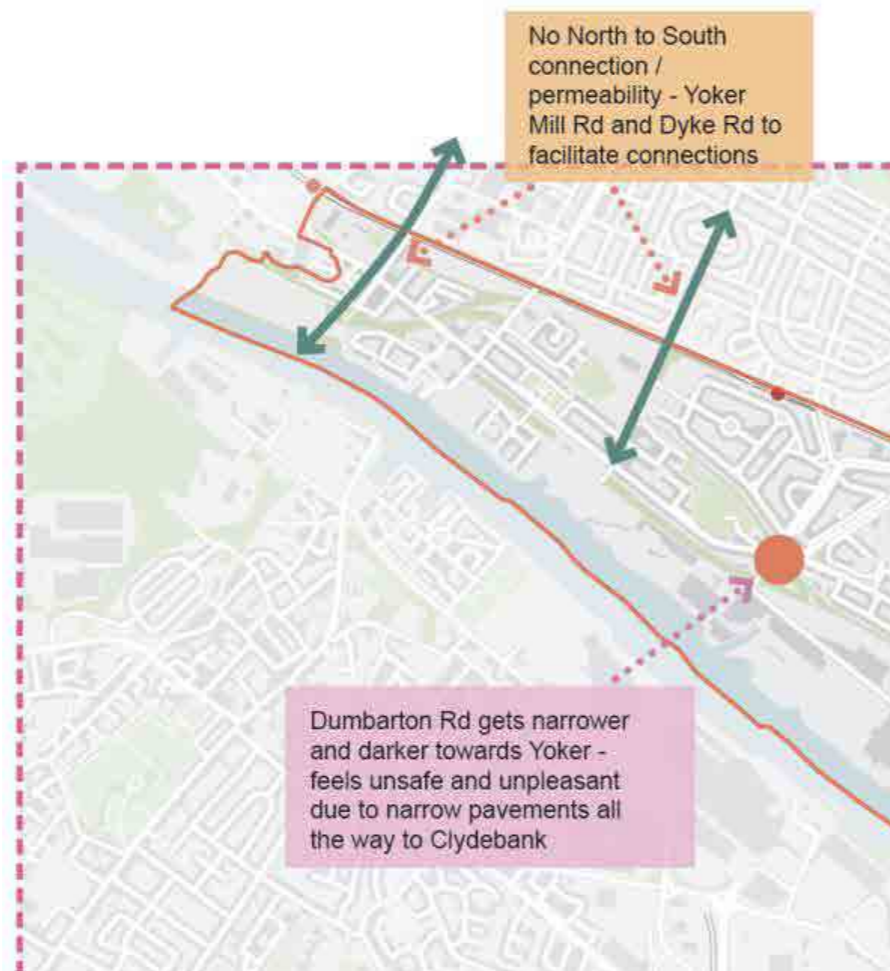 No North to South
connection /
permeability - Yoker
Mill Rd and Dyke Rd to
facilitate connections
Dumbarton Rd gets narrower
and darker towards Yoker -
feels unsafe and unpleasant
due to narrow pavements all
the way to Clydebank